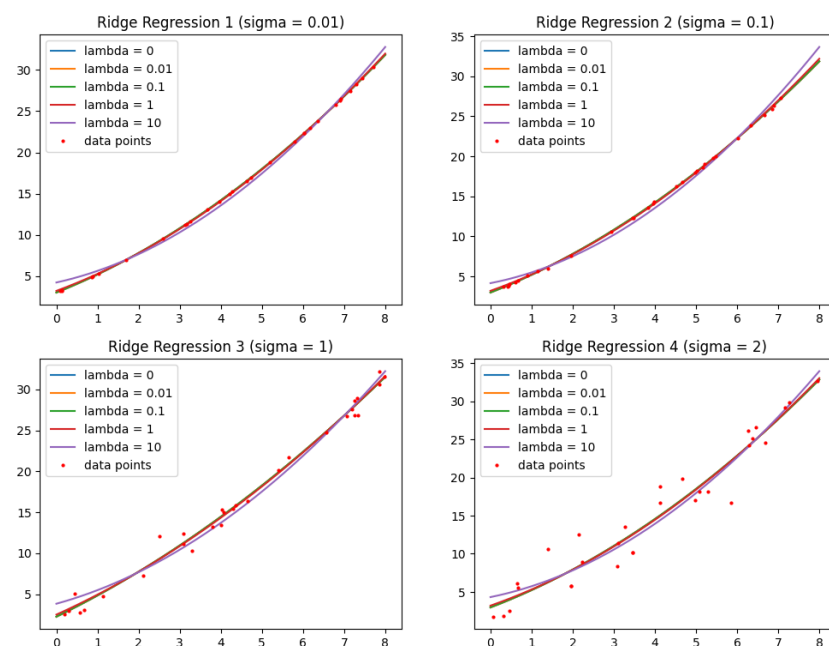 Ridge Regression 1 (sigma = 0.01)
lambda = 0
lambda = 0.01
lambda = 0.1
lambda = 1
lambda = 10
data points
30
25
20
15
10
5
0 1 2 3 4 5 6 7 8
Ridge Regression 2 (sigma = 0.1)
lambda = 0
lambda = 0.01
lambda = 0.1
lambda = 1
lambda = 10
data points
35
30
25
20
15
10
5
0 1 2 3 4 5 6 7 8
Ridge Regression 3 (sigma = 1)
lambda = 0
lambda = 0.01
lambda = 0.1
lambda = 1
lambda = 10
data points
30
25
20
15
10
5
0 1 2 3 4 5 6 7 8
Ridge Regression 4 (sigma = 2)
lambda = 0
lambda = 0.01
lambda = 0.1
lambda = 1
lambda = 10
data points
35
30
25
20
15
10
5
0 1 2 3 4 5 6 7 8